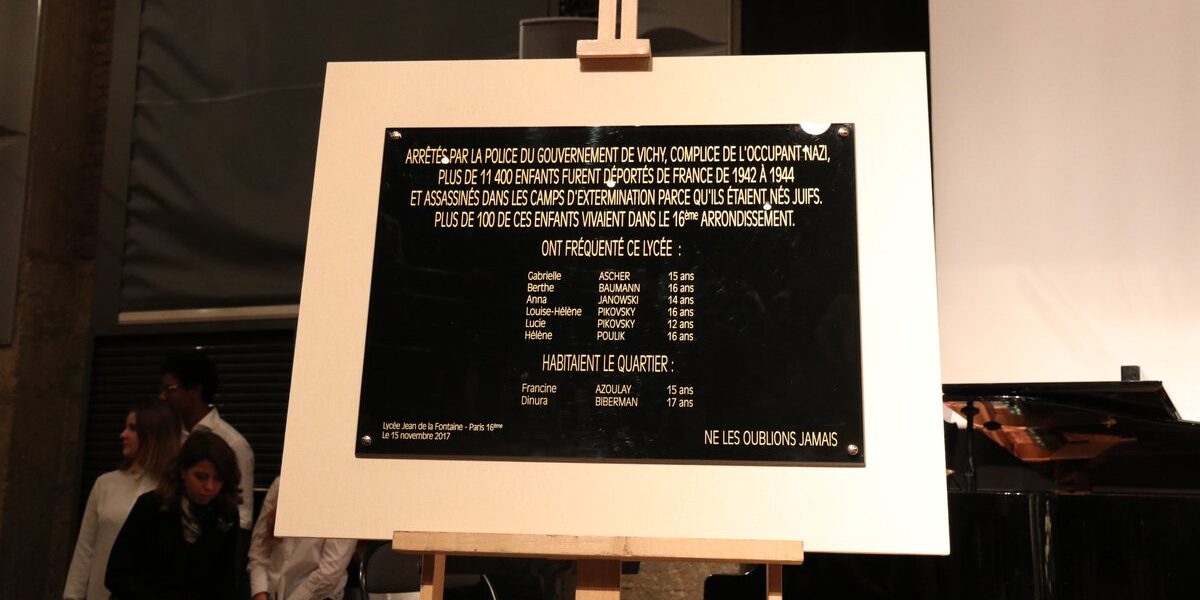 ARRÊTÉS PAR LA POLICE DU GOUVERNEMENT DE VICHY, COMPLICE DE L'OCCUPANT NAZI,
PLUS DE 11 400 ENFANTS FURENT DÉPORTÉS DE FRANCE DE 1942 À 1944
ET ASSASSINÉS DANS LES CAMPS D'EXTERMINATION PARCE QU'ILS ÉTAIENT NÉS JUIFS.
PLUS DE 100 DE CES ENFANTS VIVAIENT DANS LE 16ème ARRONDISSEMENT.
ONT FRÉQUENTÉ CE LYCÉE :
Gabrielle ASCHER 15 ans
Berthe BAUMANN 16 ans
Anna JANOWSKI 14 ans
Louise-Hélène PIKOVSKY 16 ans
Lucie PIKOVSKY 12 ans
Hélène POULIK 16 ans
HABITAIENT LE QUARTIER :
Francine AZOULAY 15 ans
Dinura BIBERMAN 17 ans
Lycée Jean de la Fontaine - Paris 16ème
Le 15 novembre 2017
NE LES OUBLIONS JAMAIS